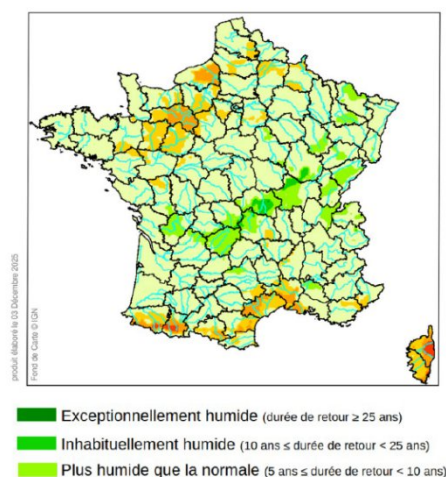 produit élaboré le 03 Décembre 2025
Fond de Carte © IGN
Exceptionnellement humide (durée de retour ≥ 25 ans)
Inhabituellement humide (10 ans ≤ durée de retour < 25 ans)
Plus humide que la normale (5 ans ≤ durée de retour < 10 ans)